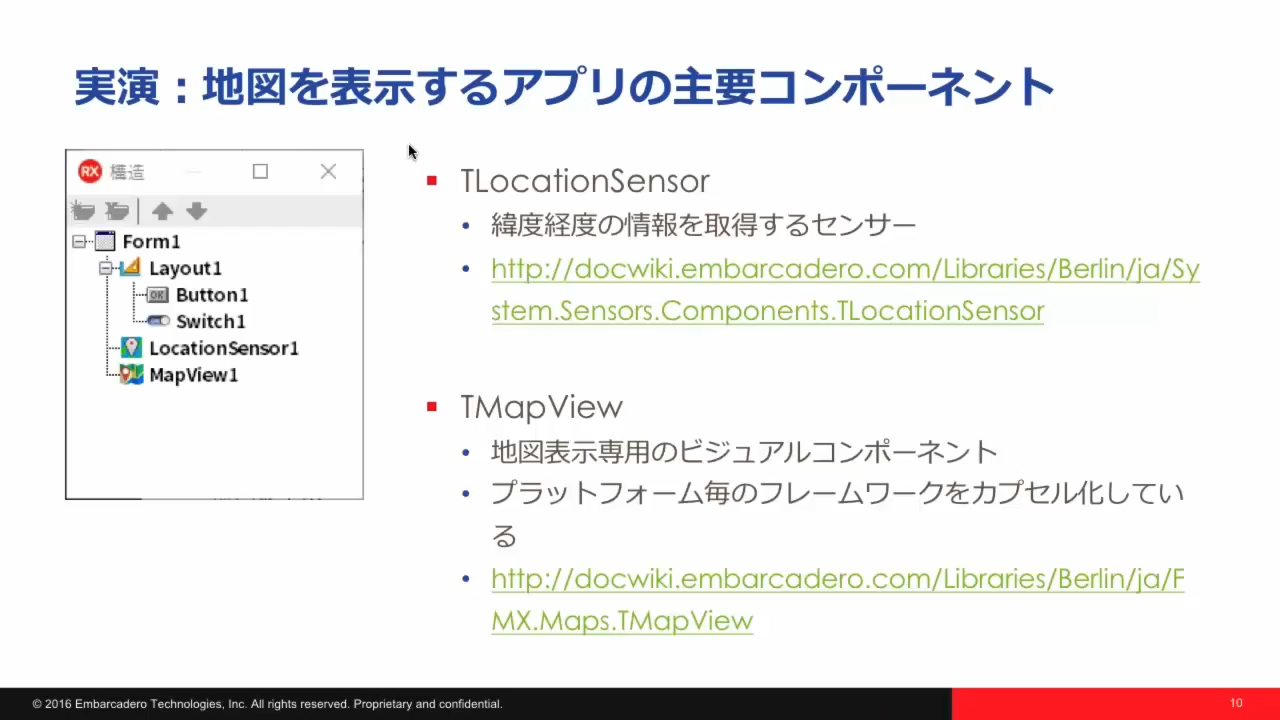 実演：地図を表示するアプリの主要コンポーネント
RX 構造
Form1
Layout1
OK Button1
Switch1
LocationSensor1
MapView1
TLocationSensor
緯度経度の情報を取得するセンサー
http://docwiki.embarcadero.com/Libraries/Berlin/ja/Sy
stem.Sensors.Components.TLocationSensor
TMapView
地図表示専用のビジュアルコンポーネント
プラットフォーム毎のフレームワークをカプセル化してい
る
http://docwiki.embarcadero.com/Libraries/Berlin/ja/F
MX.Maps.TMapView
© 2016 Embarcadero Technologies, Inc. All rights reserved. Proprietary and confidential.
10